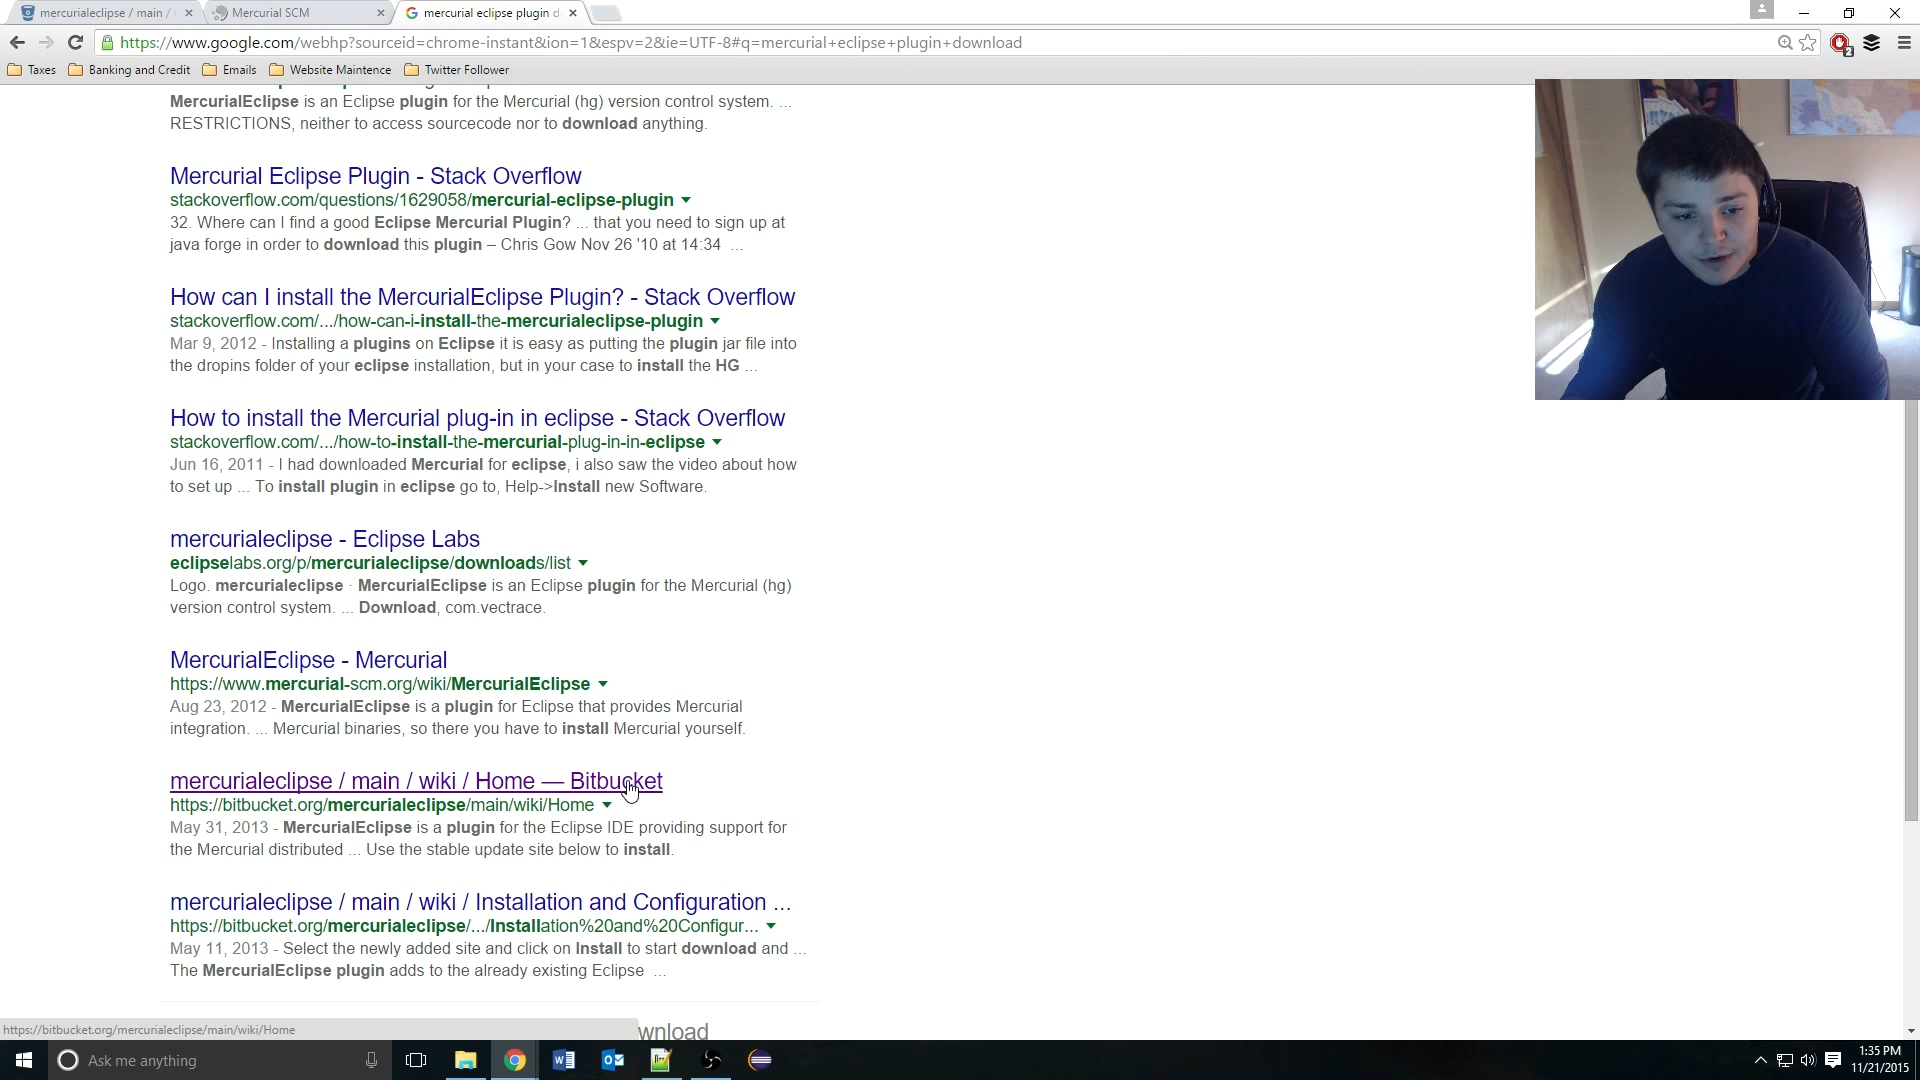 mercurialeclipse / main /
Mercurial SCM
mercurial eclipse plugin d
https://www.google.com/webhp?sourceid=chrome-instant&ion=1&espv=2&ie=UTF-8#q=mercurial+eclipse+plugin+download
2
Taxes
Banking and Credit
Emails
Website Maintence
Twitter Follower
MercurialEclipse is an Eclipse plugin for the Mercurial (hg) version control system. ...
RESTRICTIONS, neither to access sourcecode nor to download anything.
Mercurial Eclipse Plugin - Stack Overflow
stackoverflow.com/questions/1629058/mercurial-eclipse-plugin
32. Where can I find a good Eclipse Mercurial Plugin? ... that you need to sign up at
java forge in order to download this plugin – Chris Gow Nov 26 '10 at 14:34 ...
How can I install the MercurialEclipse Plugin? - Stack Overflow
stackoverflow.com/.../how-can-i-install-the-mercurialeclipse-plugin
Mar 9, 2012 - Installing a plugins on Eclipse it is easy as putting the plugin jar file into
the dropins folder of your eclipse installation, but in your case to install the HG ...
How to install the Mercurial plug-in in eclipse - Stack Overflow
stackoverflow.com/.../how-to-install-the-mercurial-plug-in-in-eclipse
Jun 16, 2011 - I had downloaded Mercurial for eclipse, i also saw the video about how
to set up ... To install plugin in eclipse go to, Help->Install new Software.
mercurialeclipse - Eclipse Labs
eclipselabs.org/p/mercurialeclipse/downloads/list
Logo. mercurialeclipse · MercurialEclipse is an Eclipse plugin for the Mercurial (hg)
version control system. ... Download, com.vectrace.
MercurialEclipse - Mercurial
https://www.mercurial-scm.org/wiki/MercurialEclipse
Aug 23, 2012 - MercurialEclipse is a plugin for Eclipse that provides Mercurial
integration. ... Mercurial binaries, so there you have to install Mercurial yourself.
mercurialeclipse / main / wiki / Home — Bitbucket
https://bitbucket.org/mercurialeclipse/main/wiki/Home
May 31, 2013 - MercurialEclipse is a plugin for the Eclipse IDE providing support for
the Mercurial distributed ... Use the stable update site below to install.
mercurialeclipse / main / wiki / Installation and Configuration ...
https://bitbucket.org/mercurialeclipse/.../Installation%20and%20Configur...
May 11, 2013 - Select the newly added site and click on Install to start download and ...
The MercurialEclipse plugin adds to the already existing Eclipse ...
https://bitbucket.org/mercurialeclipse/main/wiki/Home
wnload
Ask me anything
1:35 PM
11/21/2015